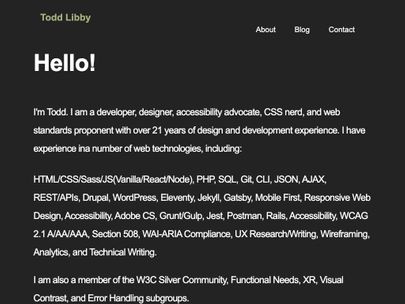 Todd Libby
About Blog Contact
Hello!
I'm Todd. I am a developer, designer, accessibility advocate, CSS nerd, and web
standards proponent with over 21 years of design and development experience. I have
experience ina number of web technologies, including:
HTML/CSS/Sass/JS(Vanilla/React/Node), PHP, SQL, Git, CLI, JSON, AJAX,
REST/APIs, Drupal, WordPress, Eleventy, Jekyll, Gatsby, Mobile First, Responsive Web
Design, Accessibility, Adobe CS, Grunt/Gulp, Jest, Postman, Rails, Accessibility, WCAG
2.1 A/AA/AAA, Section 508, WAI-ARIA Compliance, UX Research/Writing, Wireframing,
Analytics, and Technical Writing.
I am also a member of the W3C Silver Community, Functional Needs, XR, Visual
Contrast, and Error Handling subgroups.